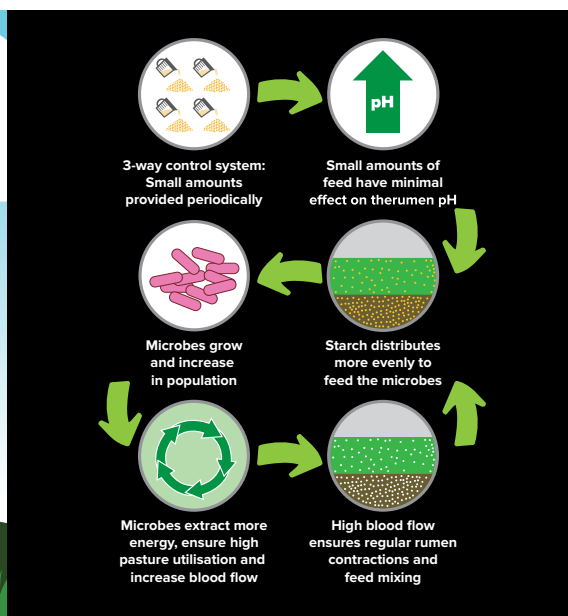 pH
3-way control system:
Small amounts
provided periodically
Small amounts of
feed have minimal
effect on therumen pH
Microbes grow
and increase
in population
Starch distributes
more evenly to
feed the microbes
Microbes extract more
energy, ensure high
pasture utilisation and
increase blood flow
High blood flow
ensures regular rumen
contractions and
feed mixing